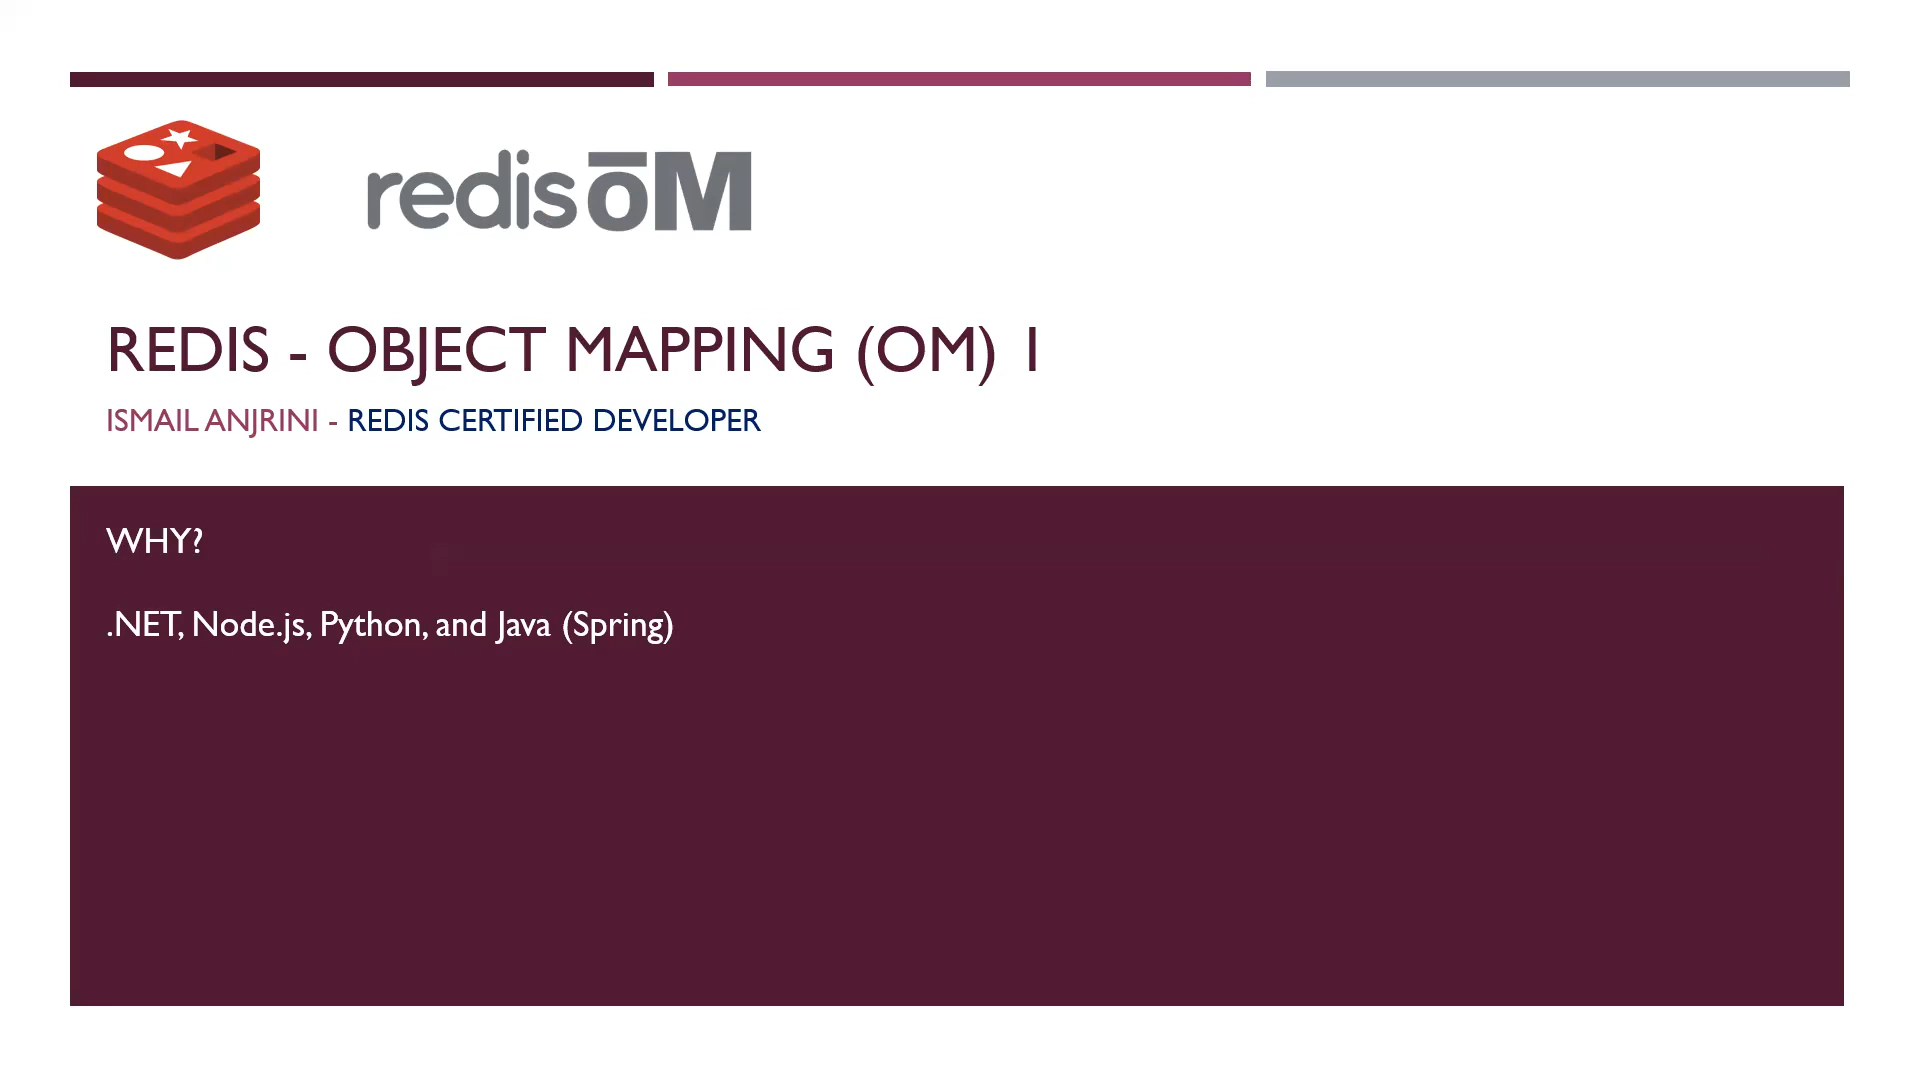 redis ōM
REDIS - OBJECT MAPPING (OM) 1
ISMAIL ANJRINI - REDIS CERTIFIED DEVELOPER
WHY?
.NET, Node.js, Python, and Java (Spring)